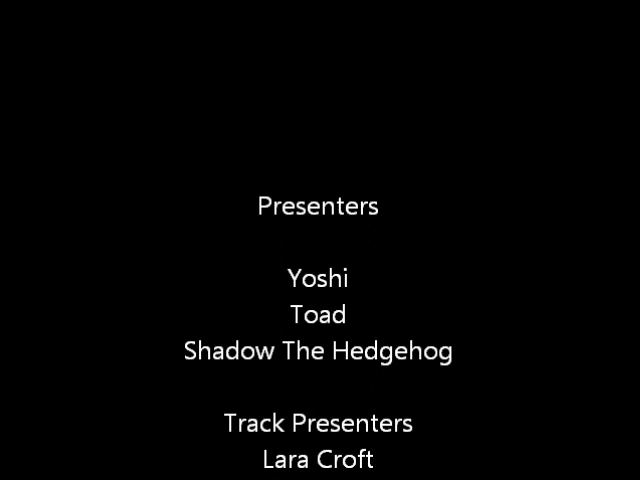 Presenters
Yoshi
Toad
Shadow The Hedgehog
Track Presenters
Lara Croft